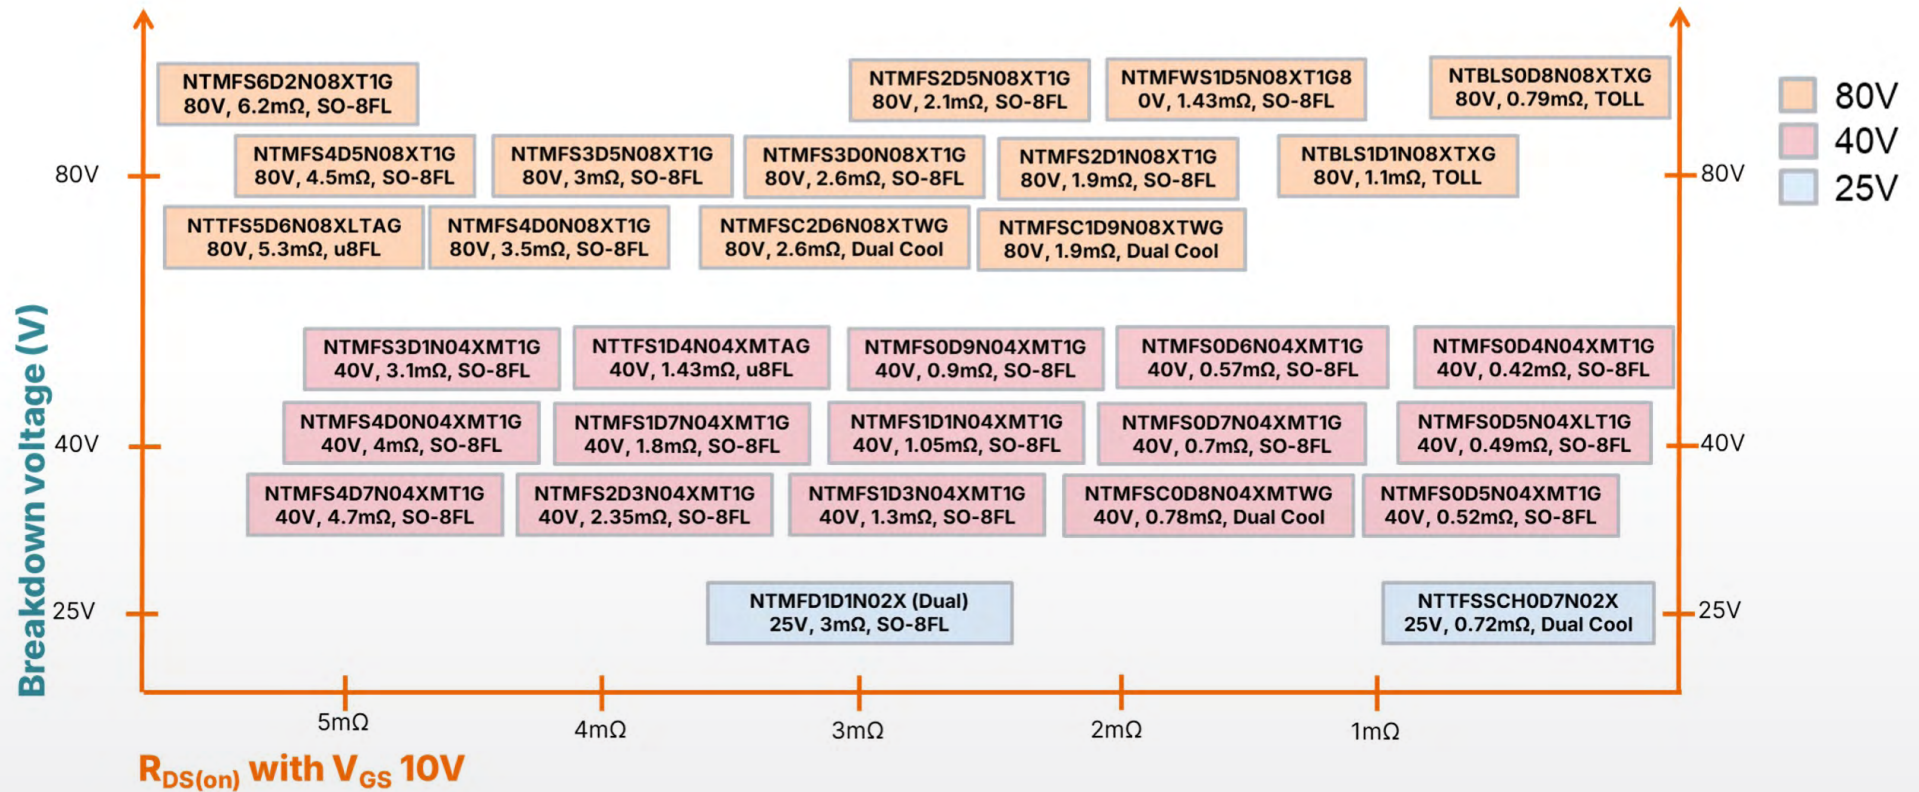 NTMFS6D2N08XT1G
80V, 6.2mΩ, SO-8FL
NTMFS2D5N08XT1G
80V, 2.1mΩ, SO-8FL
NTMFWS1D5N08XT1G8
0V, 1.43mΩ, SO-8FL
NTBLS0D8N08XTXG
80V, 0.79mΩ, TOLL
NTMFS4D5N08XT1G
80V, 4.5mΩ, SO-8FL
NTMFS3D5N08XT1G
80V, 3mΩ, SO-8FL
NTMFS3D0N08XT1G
80V, 2.6mΩ, SO-8FL
NTMFS2D1N08XT1G
80V, 1.9mΩ, SO-8FL
NTBLS1D1N08XTXG
80V, 1.1mΩ, TOLL
NTTFS5D6N08XLTAG
80V, 5.3mΩ, u8FL
NTMFS4D0N08XT1G
80V, 3.5mΩ, SO-8FL
NTMFSC2D6N08XTWG
80V, 2.6mΩ, Dual Cool
NTMFSC1D9N08XTWG
80V, 1.9mΩ, Dual Cool
80V
80V
NTMFS3D1N04XMT1G
40V, 3.1mΩ, SO-8FL
NTTFS1D4N04XMTAG
40V, 1.43mΩ, u8FL
NTMFS0D9N04XMT1G
40V, 0.9mΩ, SO-8FL
NTMFS0D6N04XMT1G
40V, 0.57mΩ, SO-8FL
NTMFS0D4N04XMT1G
40V, 0.42mΩ, SO-8FL
NTMFS4D0N04XMT1G
40V, 4mΩ, SO-8FL
NTMFS1D7N04XMT1G
40V, 1.8mΩ, SO-8FL
NTMFS1D1N04XMT1G
40V, 1.05mΩ, SO-8FL
NTMFS0D7N04XMT1G
40V, 0.7mΩ, SO-8FL
NTMFS0D5N04XLT1G
40V, 0.49mΩ, SO-8FL
NTMFS4D7N04XMT1G
40V, 4.7mΩ, SO-8FL
NTMFS2D3N04XMT1G
40V, 2.35mΩ, SO-8FL
NTMFS1D3N04XMT1G
40V, 1.3mΩ, SO-8FL
NTMFSC0D8N04XMTWG
40V, 0.78mΩ, Dual Cool
NTMFS0D5N04XMT1G
40V, 0.52mΩ, SO-8FL
40V
40V
NTMFD1D1N02X (Dual)
25V, 3mΩ, SO-8FL
NTTFSSCH0D7N02X
25V, 0.72mΩ, Dual Cool
25V
25V
5mΩ
4mΩ
3mΩ
2mΩ
1mΩ
Breakdown voltage (V)
RDS(on) with VGS 10V
80V
40V
25V